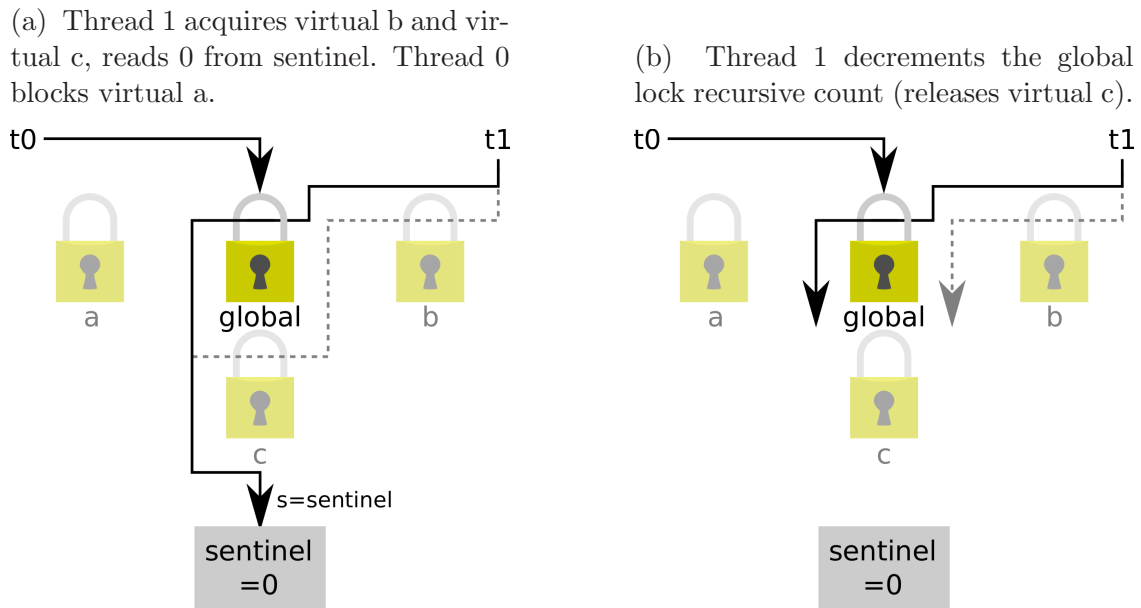 (a) Thread 1 acquires virtual b and vir-
tual c, reads 0 from sentinel. Thread 0
blocks virtual a.
t0
t1
a
global
b
c
s=sentinel
sentinel
=0
(b) Thread 1 decrements the global
lock recursive count (releases virtual c).
t0
t1
a
global
b
c
sentinel
=0